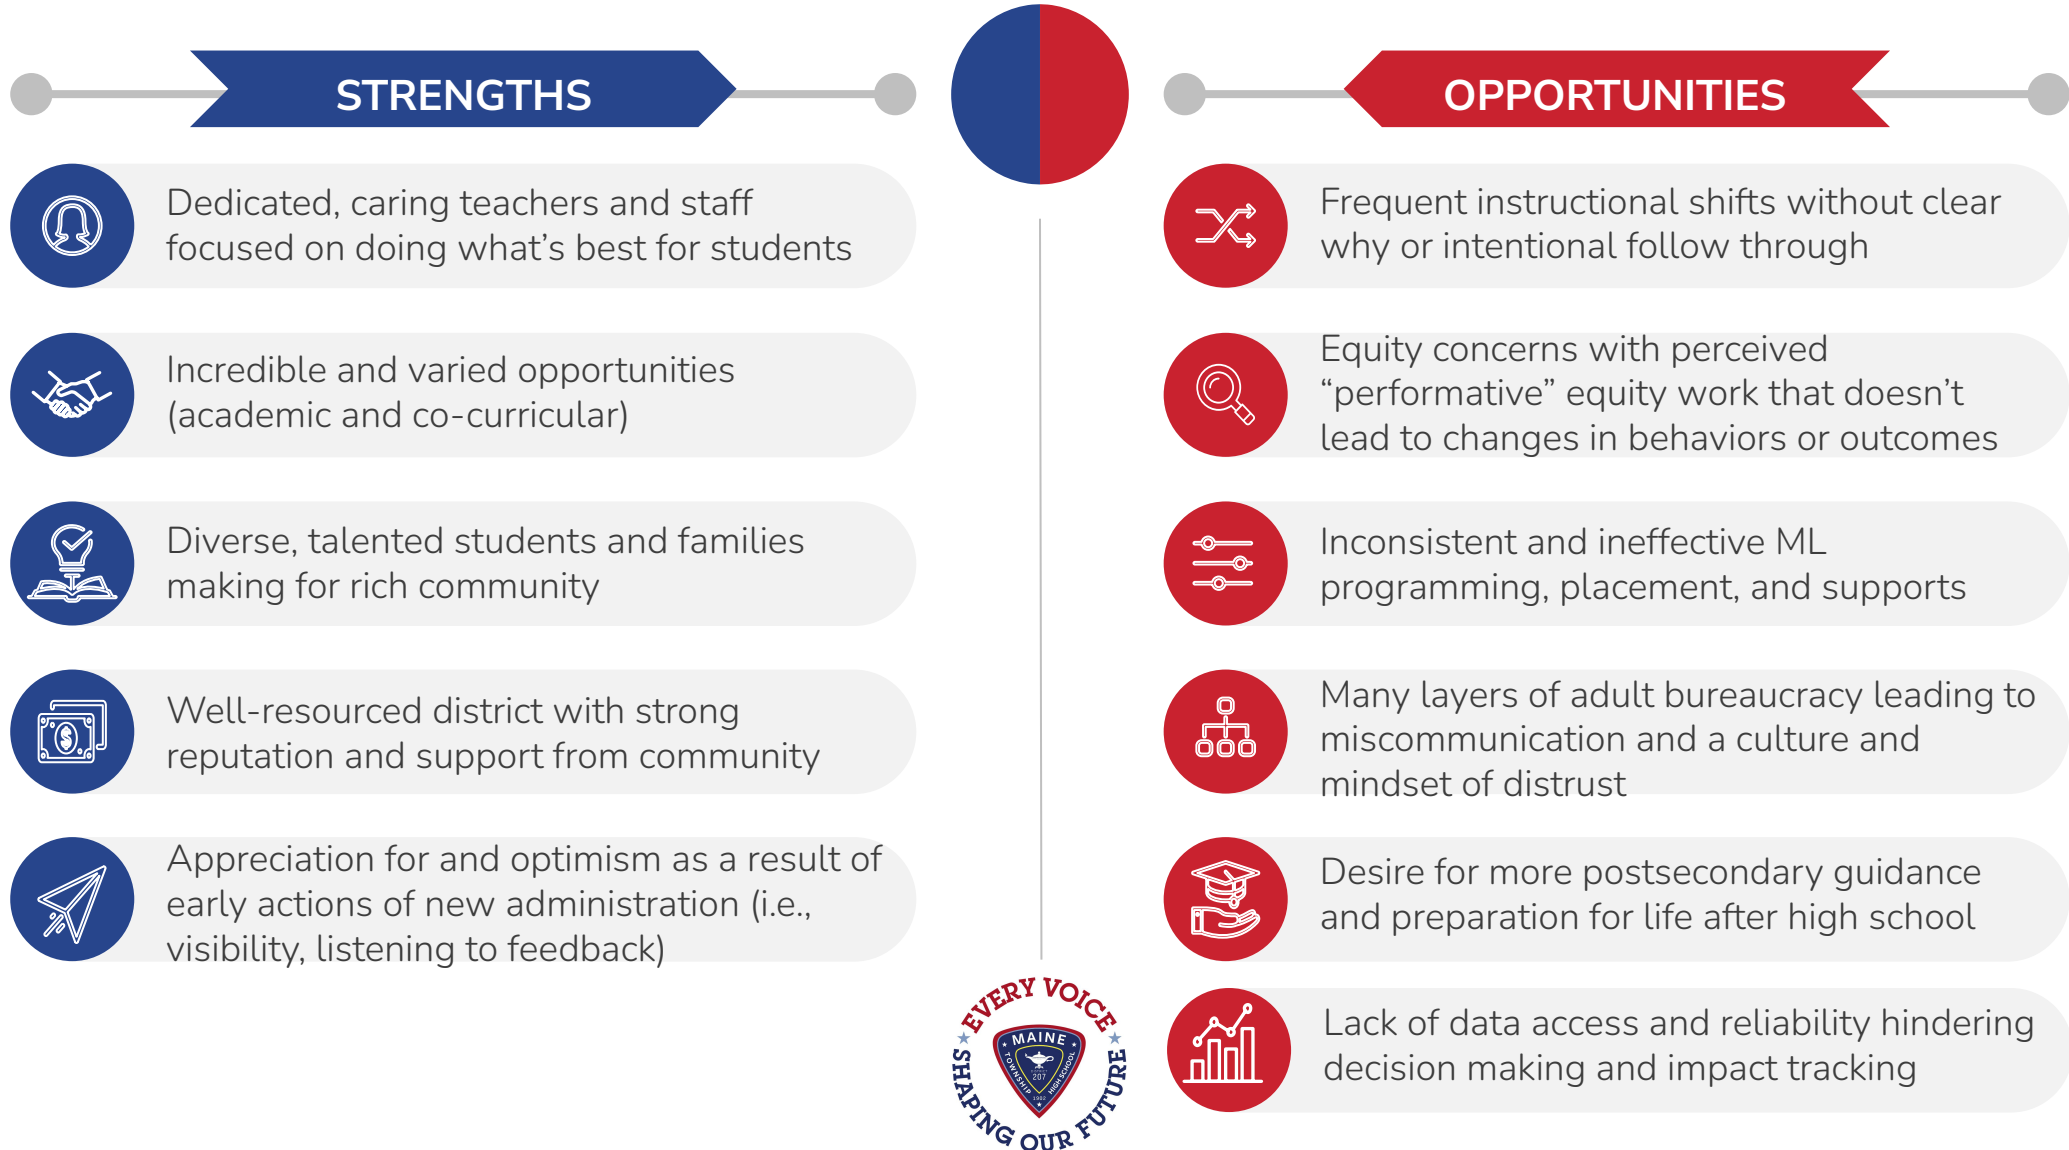 STRENGTHS
Dedicated, caring teachers and staff
focused on doing what’s best for students
Incredible and varied opportunities
(academic and co-curricular)
Diverse, talented students and families
making for rich community
Well-resourced district with strong
reputation and support from community
Appreciation for and optimism as a result of
early actions of new administration (i.e.,
visibility, listening to feedback)
OPPORTUNITIES
Frequent instructional shifts without clear
why or intentional follow through
Equity concerns with perceived
“performative” equity work that doesn’t
lead to changes in behaviors or outcomes
Inconsistent and ineffective ML
programming, placement, and supports
Many layers of adult bureaucracy leading to
miscommunication and a culture and
mindset of distrust
Desire for more postsecondary guidance
and preparation for life after high school
Lack of data access and reliability hindering
decision making and impact tracking
EVERY VOICE
SHAPING OUR FUTURE
MAINE
TOWNSHIP
HIGH SCHOOL
DISTRICT
207
1902